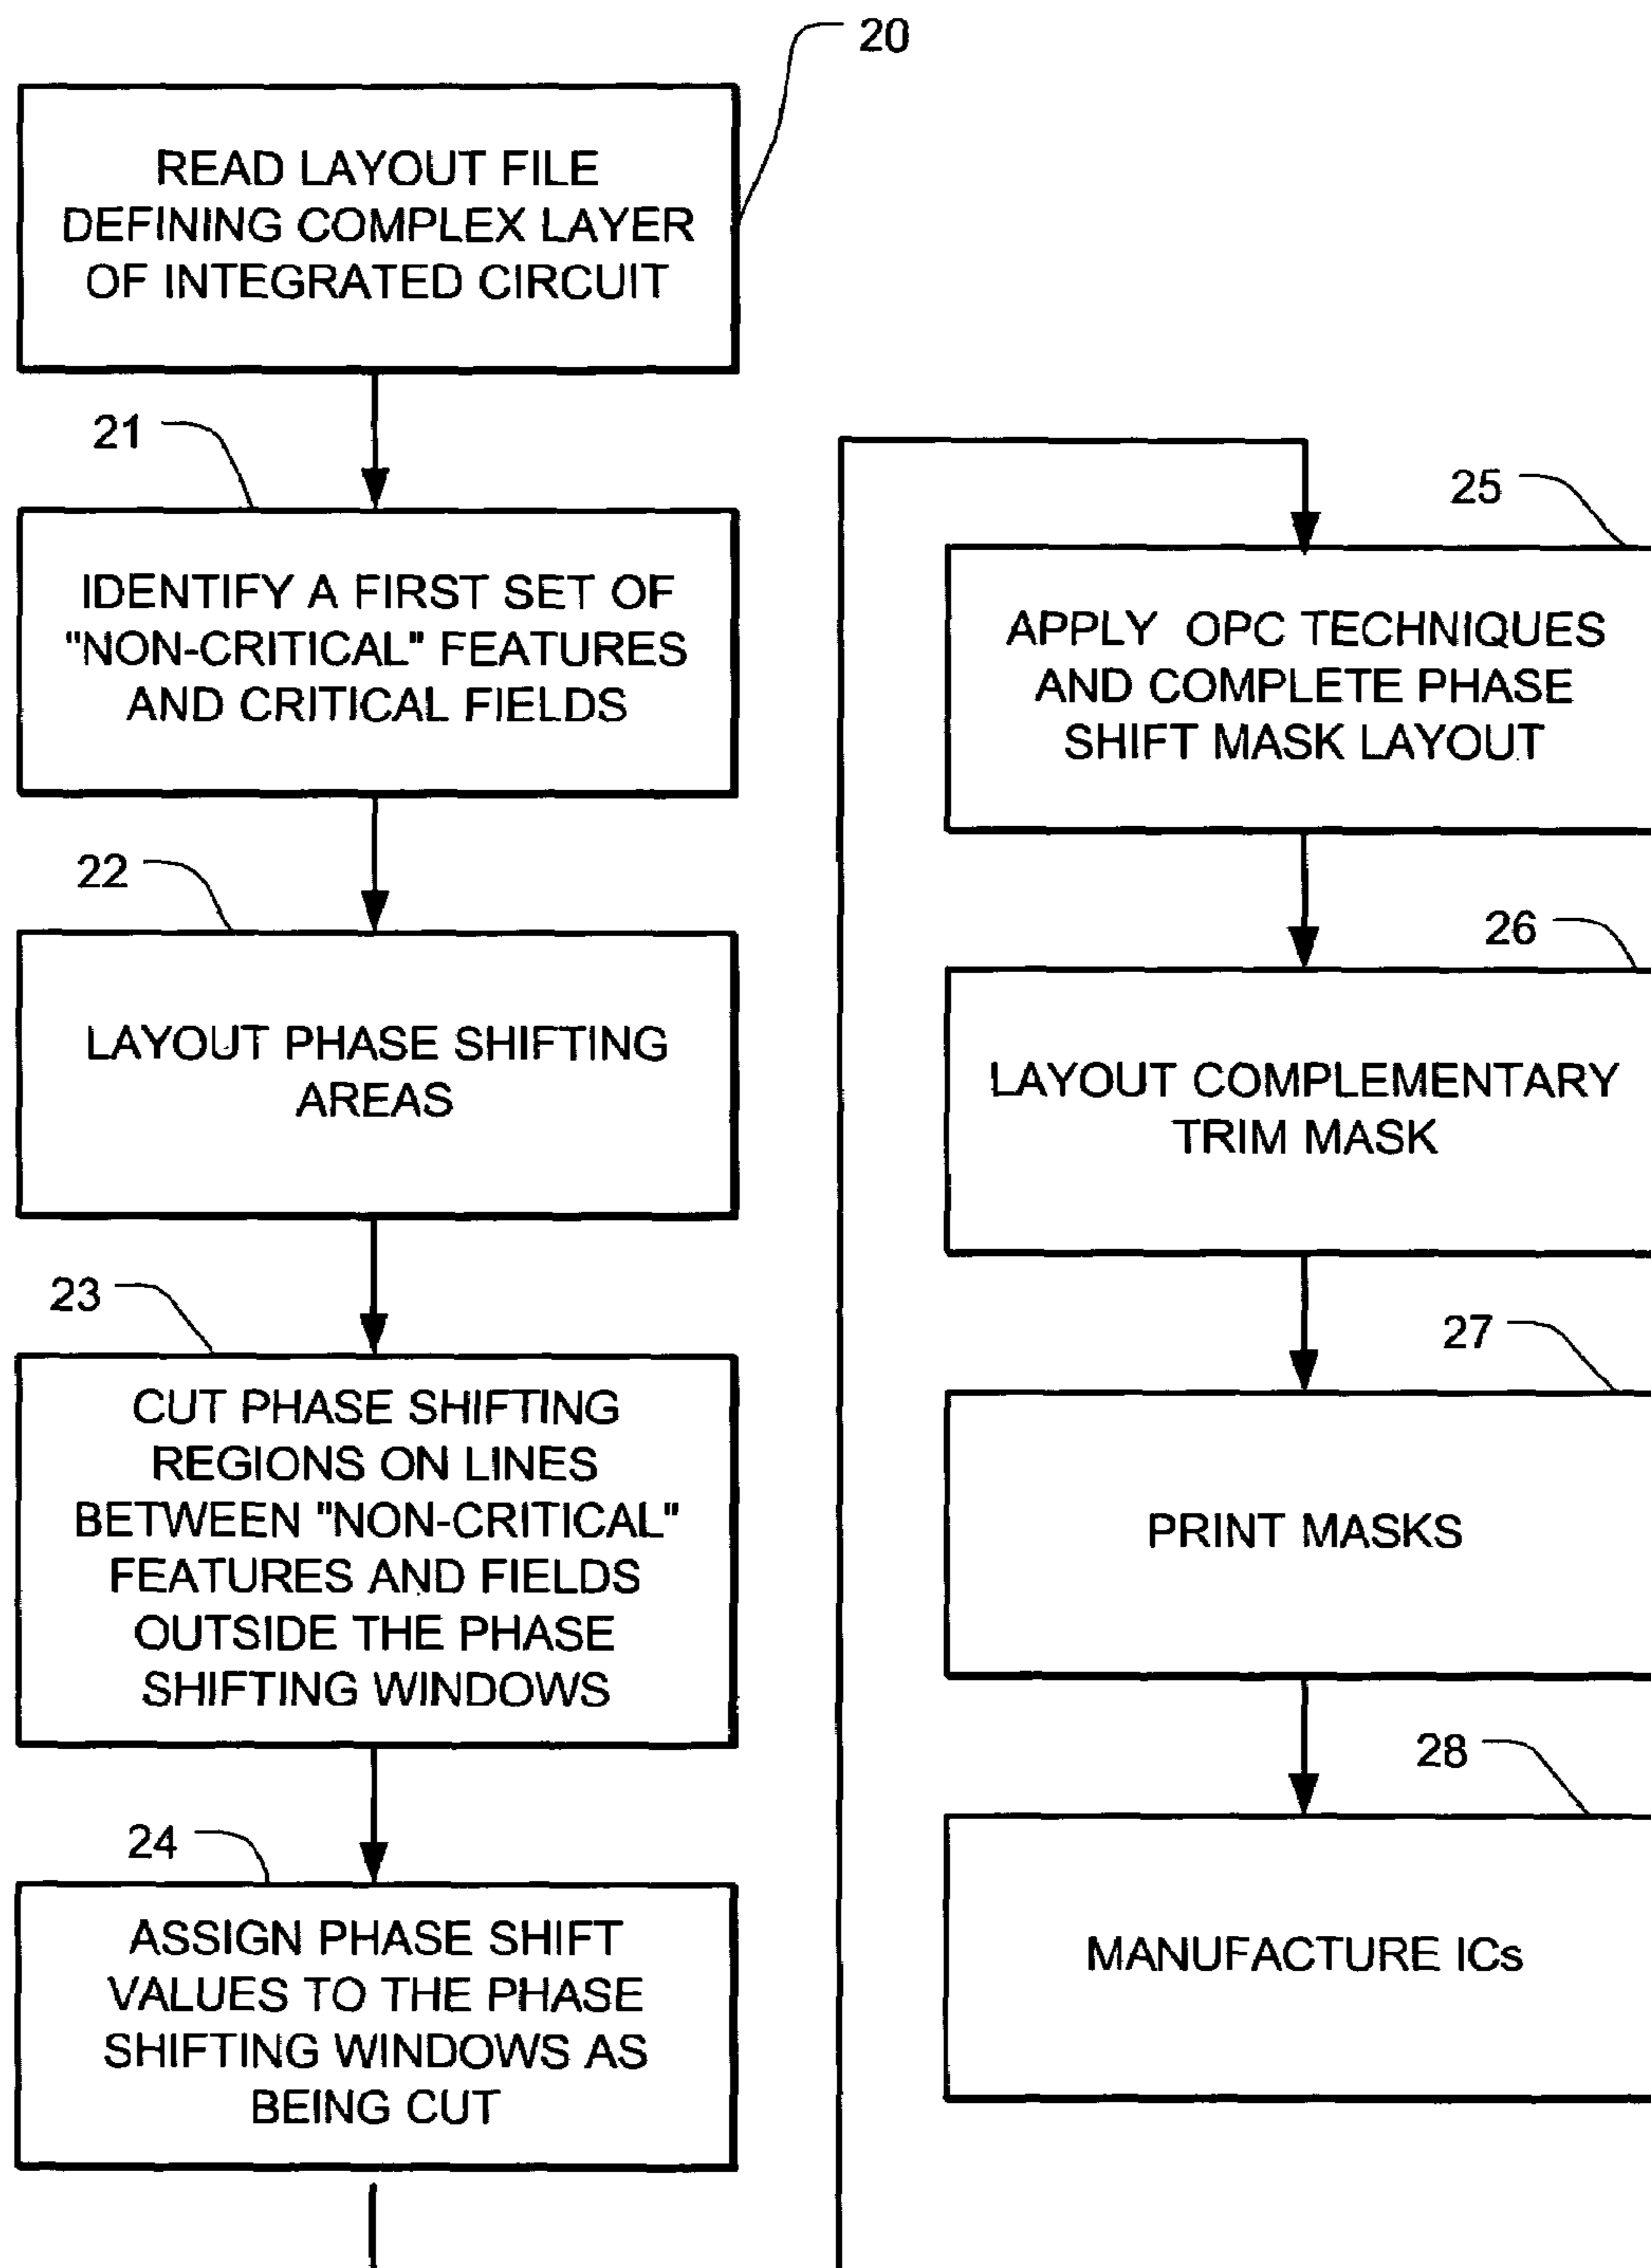 20
READ LAYOUT FILE
DEFINING COMPLEX LAYER
OF INTEGRATED CIRCUIT
21
IDENTIFY A FIRST SET OF
"NON-CRITICAL" FEATURES
AND CRITICAL FIELDS
22
LAYOUT PHASE SHIFTING
AREAS
23
CUT PHASE SHIFTING
REGIONS ON LINES
BETWEEN "NON-CRITICAL"
FEATURES AND FIELDS
OUTSIDE THE PHASE
SHIFTING WINDOWS
24
ASSIGN PHASE SHIFT
VALUES TO THE PHASE
SHIFTING WINDOWS AS
BEING CUT
25
APPLY OPC TECHNIQUES
AND COMPLETE PHASE
SHIFT MASK LAYOUT
26
LAYOUT COMPLEMENTARY
TRIM MASK
27
PRINT MASKS
28
MANUFACTURE ICs